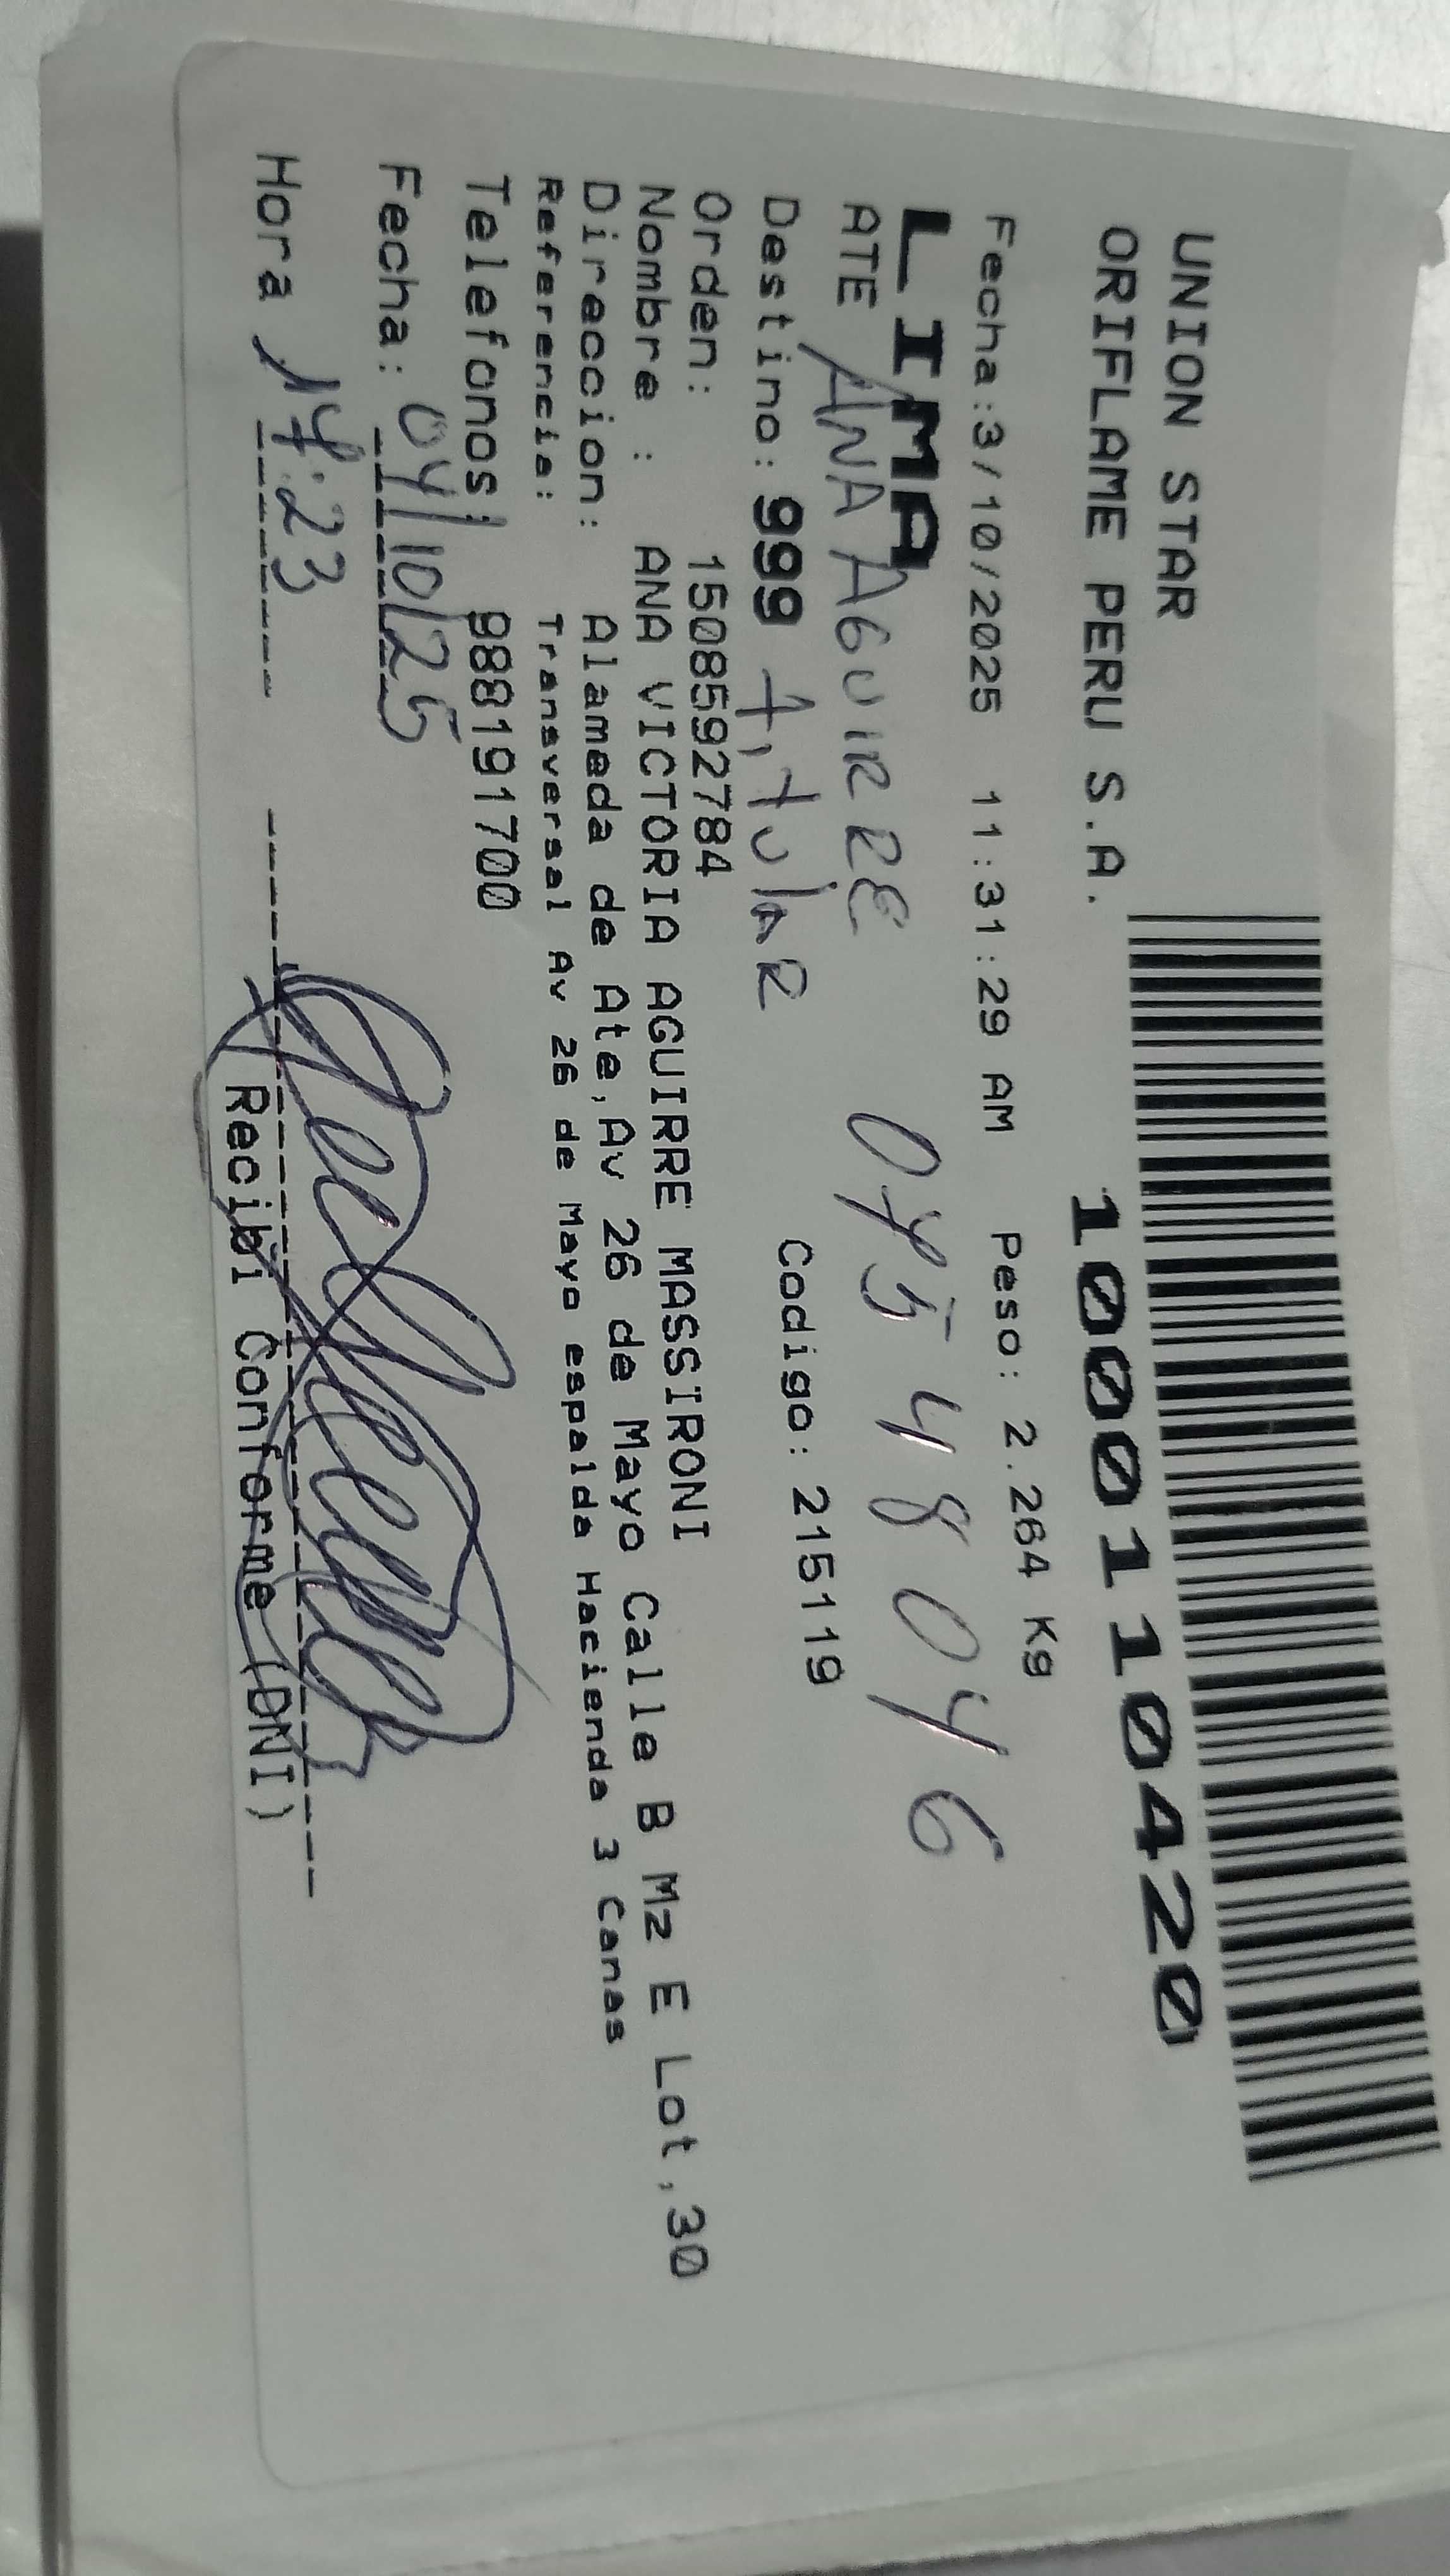 UNION STAR
ORIFLAME PERU S.A.
10001110420
Fecha:3/10/2025 11:31:29 AM Peso: 2.264 Kg
LIMA
ATE ANA AGUIRRE 04548046
Destino: 999 titulaR Codigo: 215119
Orden: 1508592784
Nombre : ANA VICTORIA AGUIRRE MASSIRONI
Direccion: Alameda de Ate,Av 26 de Mayo Calle B Mz E Lot,30
Referencia: Transversal Av 26 de Mayo espalda Hacienda 3 Canas
Telefonos: 988191700
Fecha: 04/10/25
Hora 14:23
Recibi Conforme (DNI)